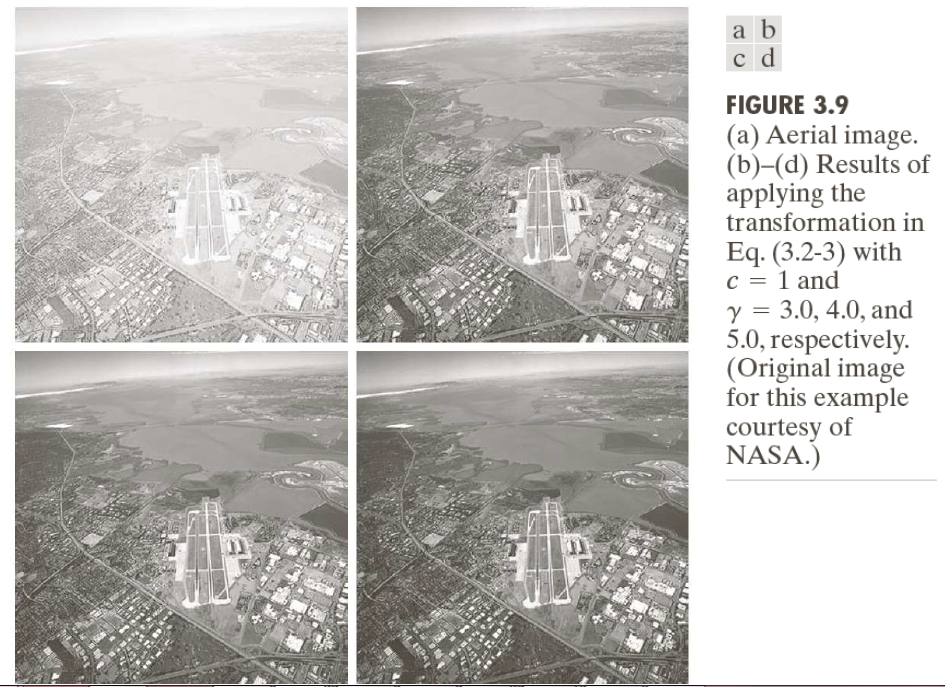 a b
c d
FIGURE 3.9
(a) Aerial image.
(b)–(d) Results of
applying the
transformation in
Eq. (3.2-3) with
c = 1 and
γ = 3.0, 4.0, and
5.0, respectively.
(Original image
for this example
courtesy of
NASA.)